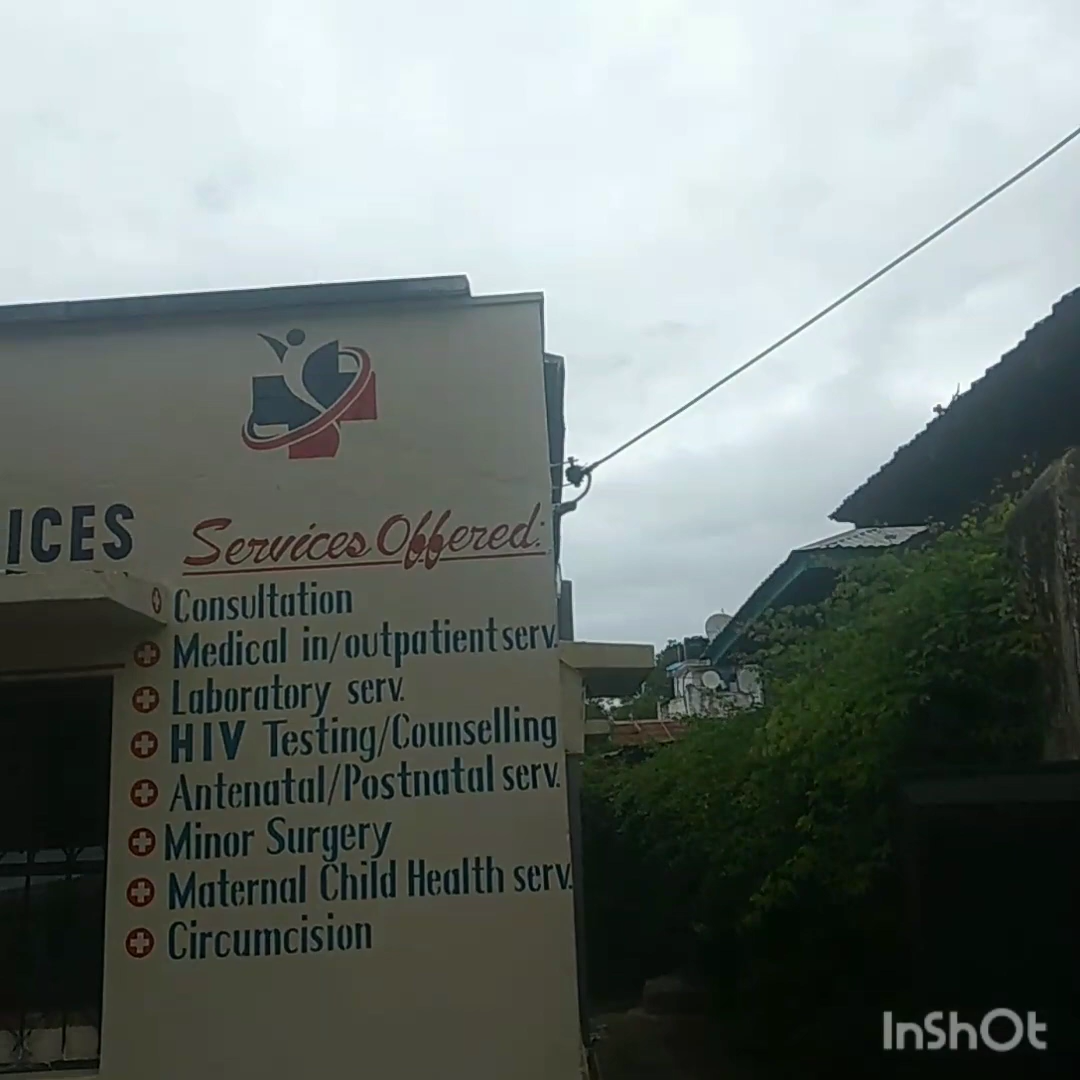 ICES
Services Offered:
Consultation
Medical in/outpatient serv.
Laboratory serv.
HIV Testing/Counselling
Antenatal/Postnatal serv.
Minor Surgery
Maternal Child Health serv.
Circumcision
InShOt